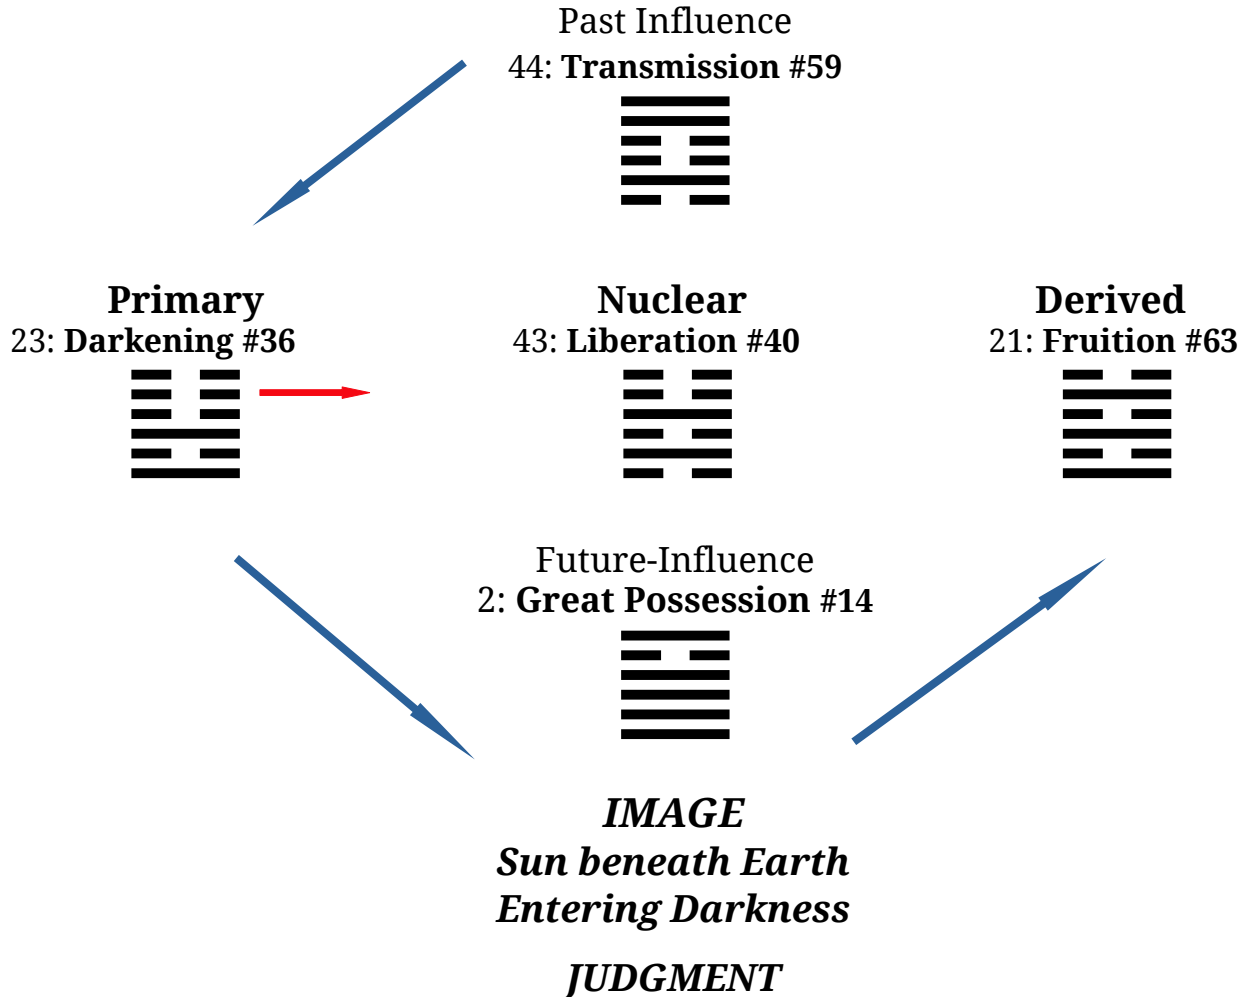 Past Influence
44: Transmission #59
Primary
23: Darkening #36
Nuclear
43: Liberation #40
Derived
21: Fruition #63
Future-Influence
2: Great Possession #14
IMAGE
Sun beneath Earth
Entering Darkness
JUDGMENT